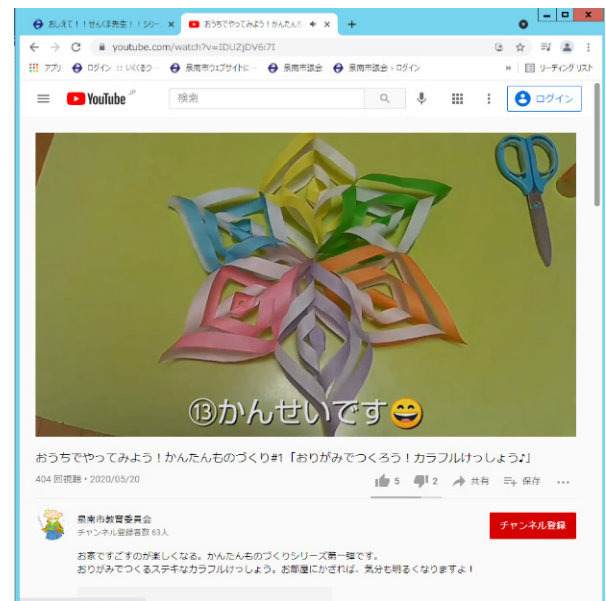 おしえて！！せんくま先生！！シリー
おうちでやってみよう！かんたんも
youtube.com/watch?v=IDUZjDV6i7I
アプリ
ログイン :: いくくるウ…
泉南市ウェブサイトに…
泉南市議会
泉南市議会 › ログイン
»
リーディング リスト
YouTube JP
検索
ログイン
⑬かんせいです😄
おうちでやってみよう！かんたんものづくり#1「おりがみでつくろう！カラフルけっしょう♪」
404 回視聴・2020/05/20
5
2
共有
保存
泉南市教育委員会
チャンネル登録者数 63人
チャンネル登録
お家ですごすのが楽しくなる。かんたんものづくりシリーズ第一弾です。
おりがみでつくるステキなカラフルけっしょう。お部屋にかざれば、気分も明るくなりますよ！